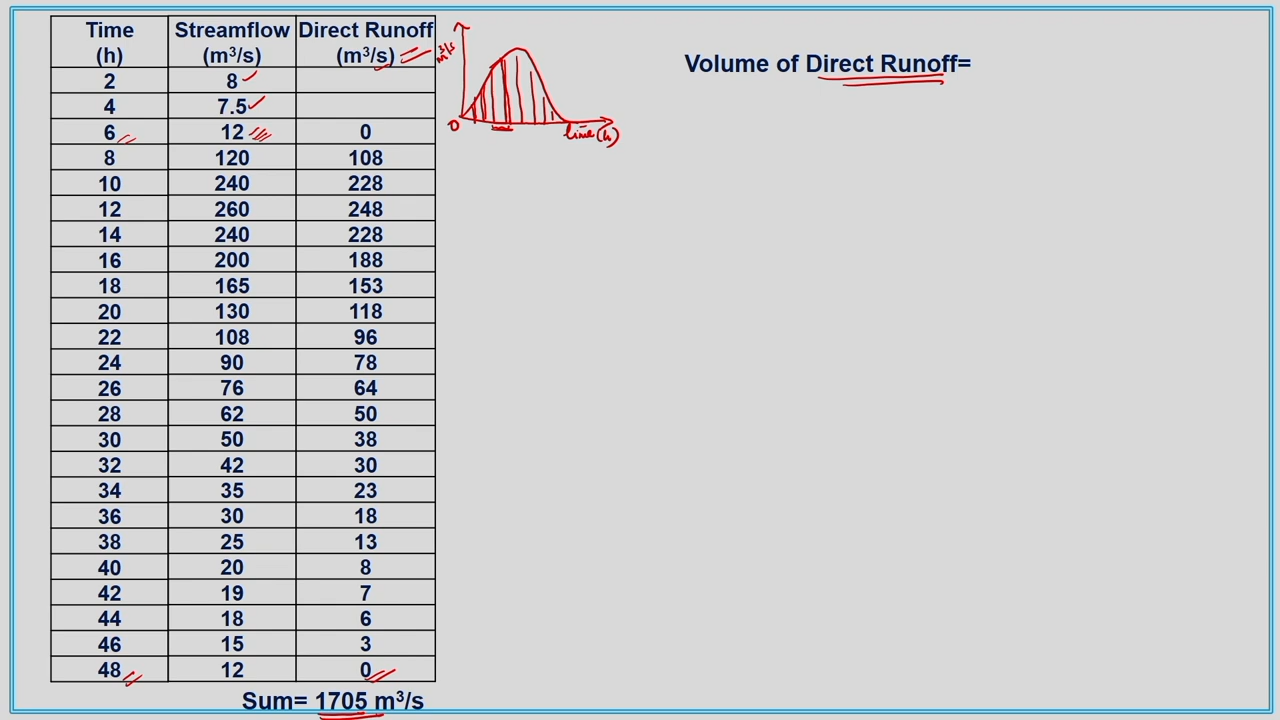 Time Streamflow Direct Runoff
(h) (m³/s) (m³/s)
2 8
4 7.5
6 12 0
8 120 108
10 240 228
12 260 248
14 240 228
16 200 188
18 165 153
20 130 118
22 108 96
24 90 78
26 76 64
28 62 50
30 50 38
32 42 30
34 35 23
36 30 18
38 25 13
40 20 8
42 19 7
44 18 6
46 15 3
48 12 0
Sum= 1705 m³/s
m³/s
0 time (h)
Volume of Direct Runoff=